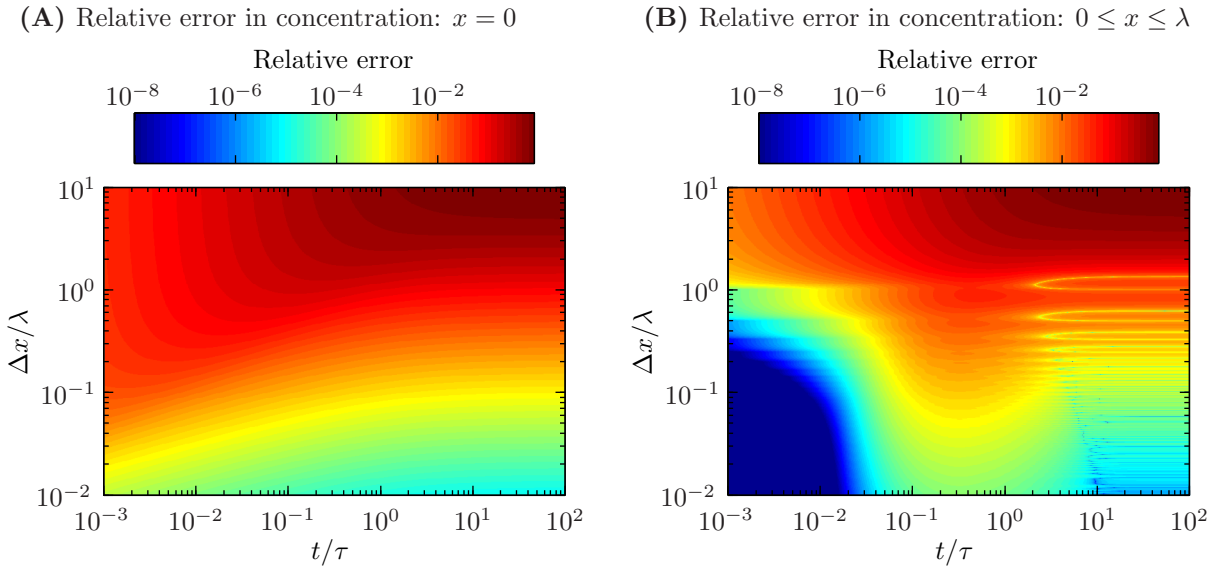 (A) Relative error in concentration: x = 0
Relative error
10^−8 10^−6 10^−4 10^−2
10^1
10^0
10^−1
10^−2
Δx/λ
10^−3 10^−2 10^−1 10^0 10^1 10^2
t/τ
(B) Relative error in concentration: 0 ≤ x ≤ λ
Relative error
10^−8 10^−6 10^−4 10^−2
10^1
10^0
10^−1
10^−2
Δx/λ
10^−3 10^−2 10^−1 10^0 10^1 10^2
t/τ